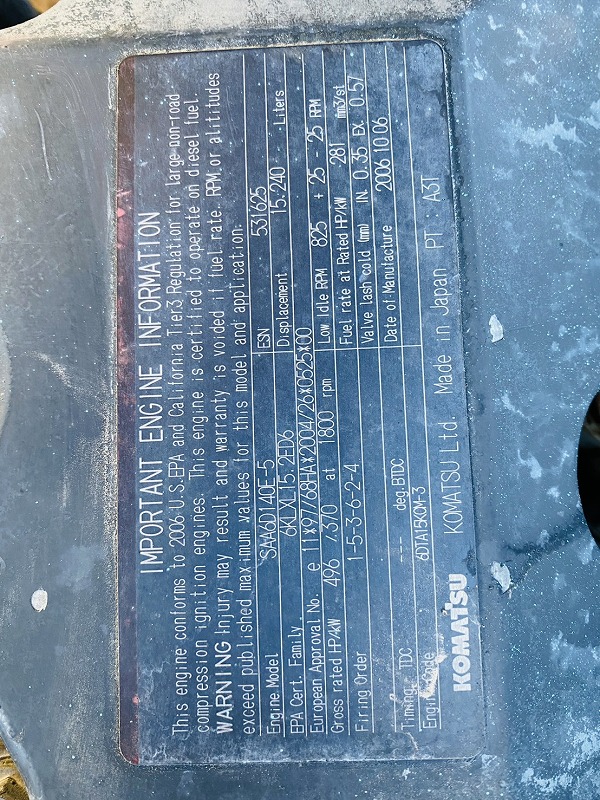 IMPORTANT ENGINE INFORMATION
This engine conforms to 2006 U.S.EPA and California Tier3 Regulation for large non-road
compression ignition engines. This engine is certified to operate on diesel fuel.
WARNING Injury may result and warranty is voided if fuel rate. RPM or altitudes
exceed published maximum values for this model and application.
Engine Model SAA6D140E-5 ESN 531625
EPA Cert. Family 6KLXL15.2ED6 Displacement 15.240 -Liters
European Approval No. e 11*97/68HA*2004/26*0525*00 Low Idle RPM 825 + 25 - 25 RPM
Gross rated HP/kW 496 /370 at 1800 rpm Fuel rate at Rated HP/kW 281 mm3/st
Firing Order 1-5-3-6-2-4 Valve lash cold (mm) IN. 0.35 EX. 0.57
Date of Manufacture 2006 10 06
Timing, TDC --- deg.BTDC
Engine Code 6DTA15KOM-3
KOMATSU KOMATSU Ltd. Made in Japan PT A3T